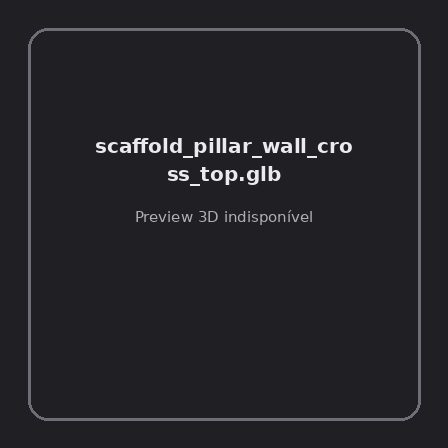 scaffold_pillar_wall_cro
ss_top.glb
Preview 3D indisponível